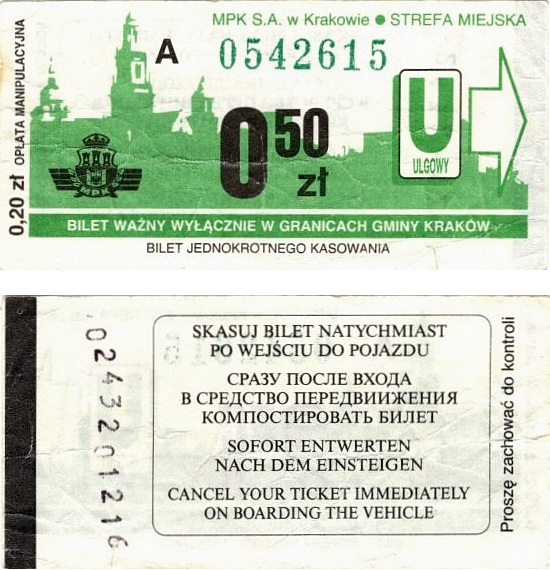 MPK S.A. w Krakowie ● STREFA MIEJSKA
A 0542615
0,20 zł OPŁATA MANIPULACYJNA
0 50 zł
U
ULGOWY
MPK
BILET WAŻNY WYŁĄCZNIE W GRANICACH GMINY KRAKÓW
BILET JEDNOKROTNEGO KASOWANIA
0243201216
SKASUJ BILET NATYCHMIAST
PO WEJŚCIU DO POJAZDU
СРАЗУ ПОСЛЕ ВХОДА
В СРЕДСТВО ПЕРЕДВИИЖЕНИЯ
КОМПОСТИРОВАТЬ БИЛЕТ
SOFORT ENTWERTEN
NACH DEM EINSTEIGEN
CANCEL YOUR TICKET IMMEDIATELY
ON BOARDING THE VEHICLE
Proszę zachować do kontroli